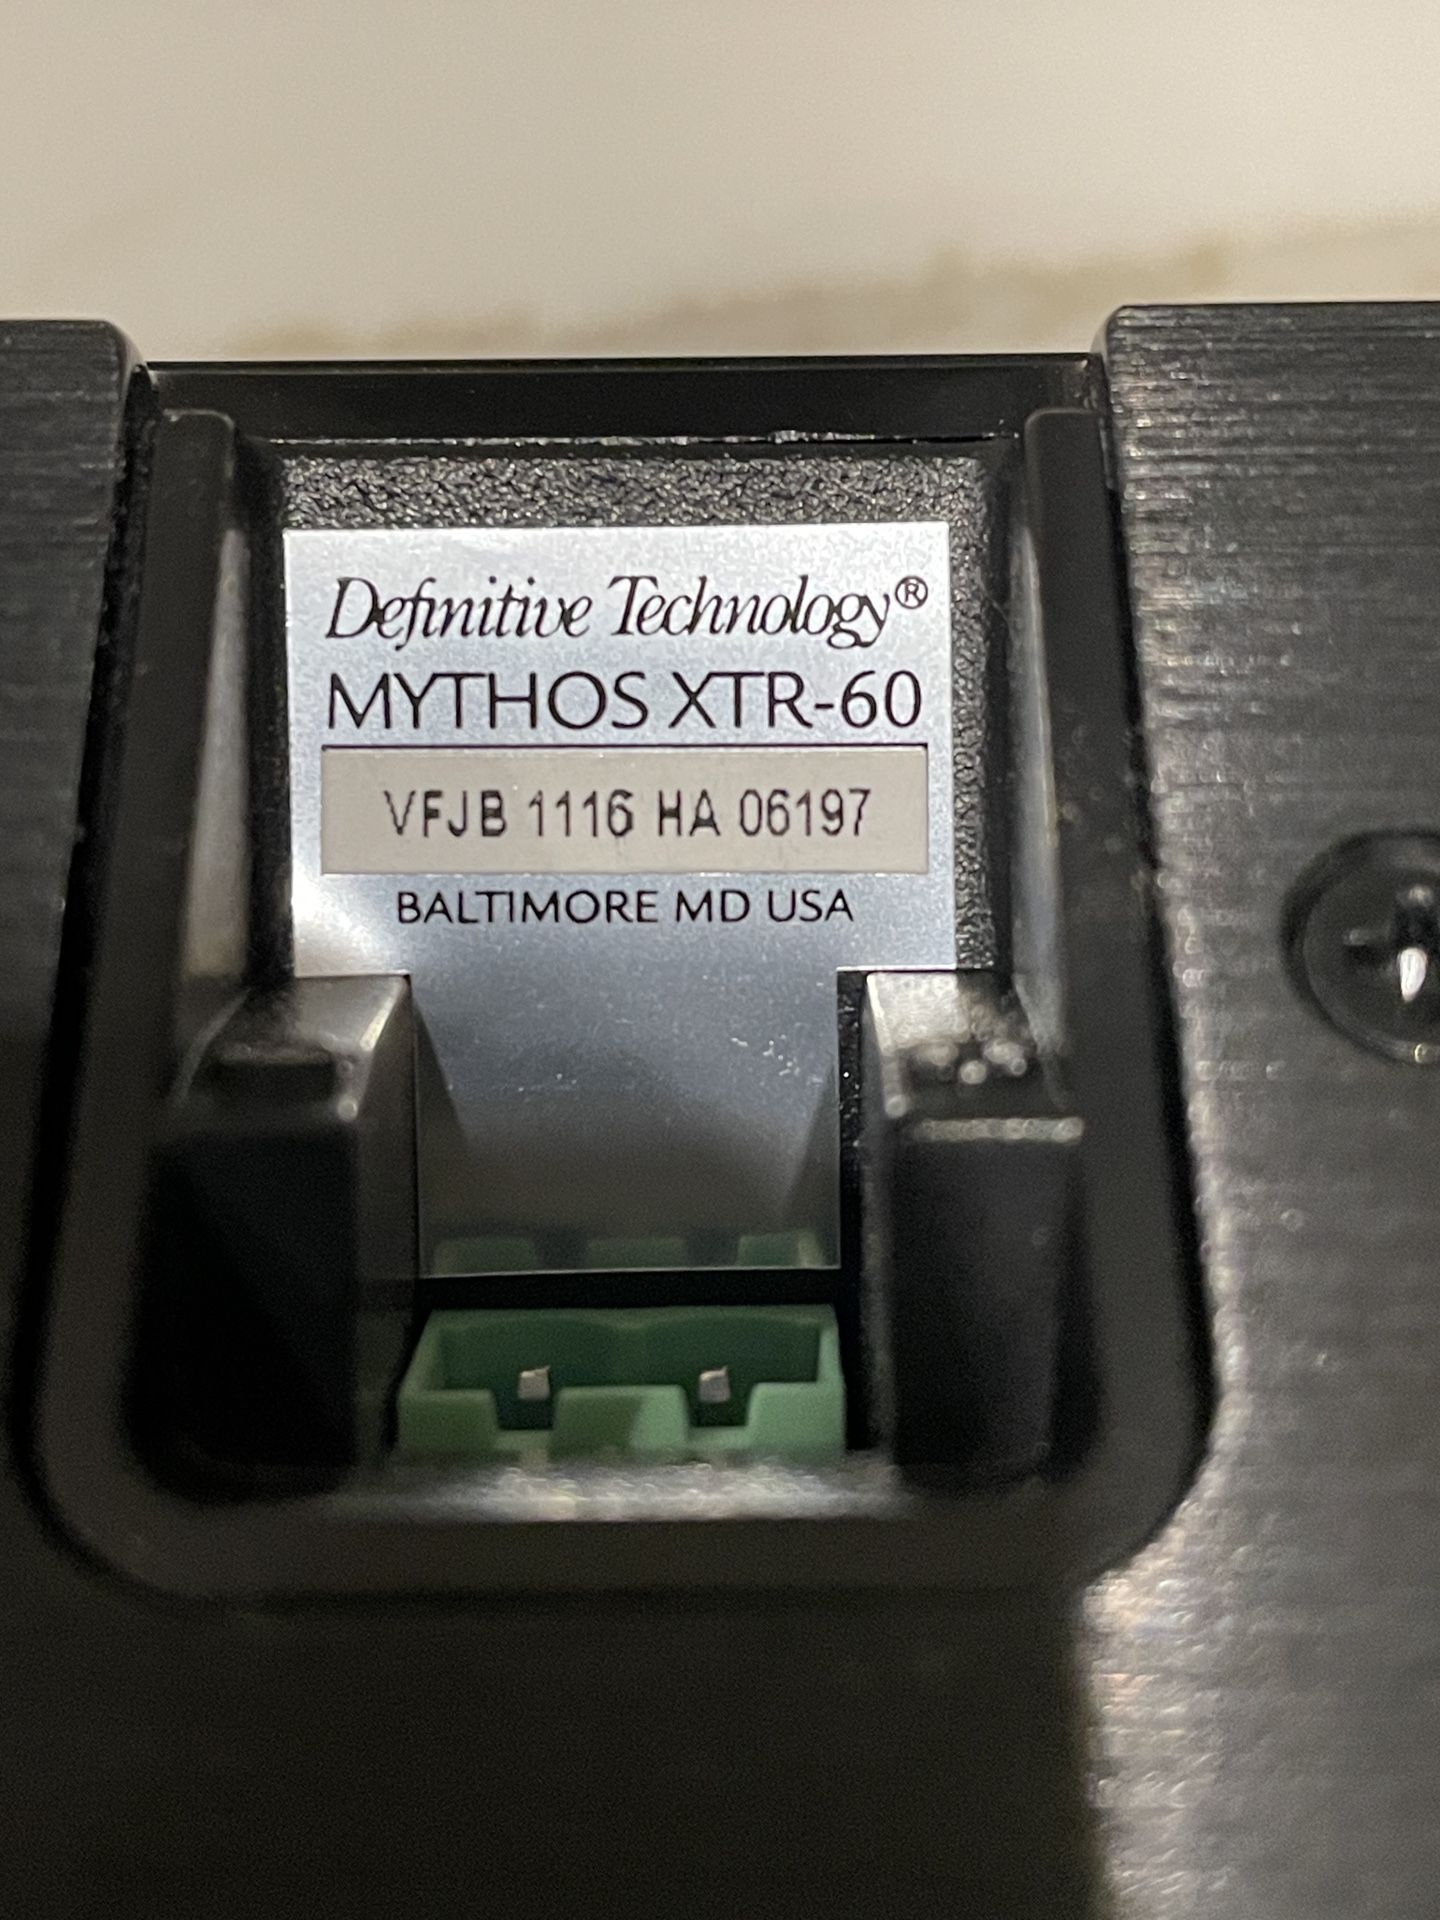 Definitive Technology®
MYTHOS XTR-60
VFJB 1116 HA 06197
BALTIMORE MD USA